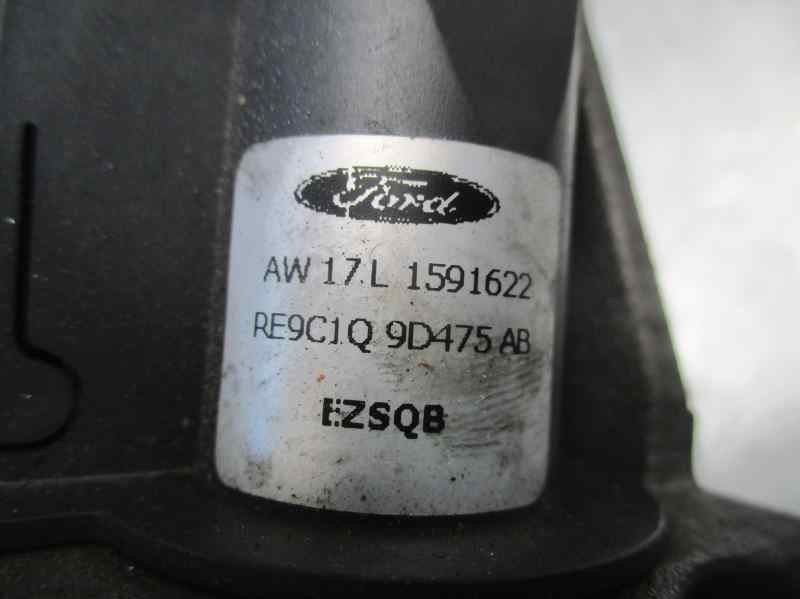 Ford
AW 17.L 1591622
RE9C1Q 9D475 AB
EZSQB